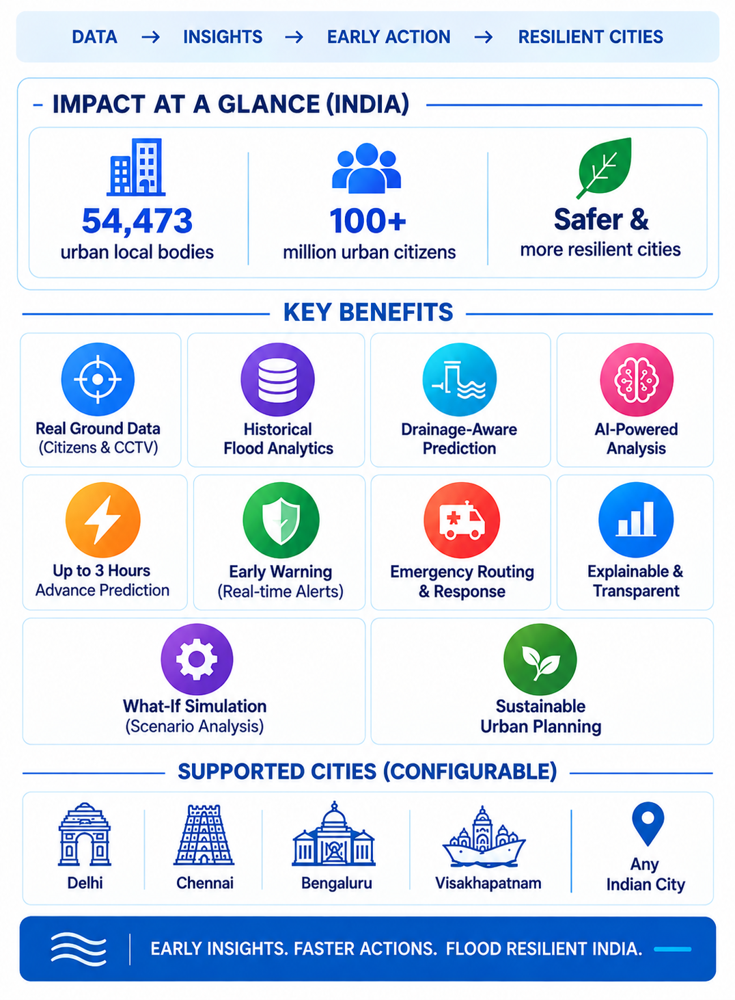 DATA → INSIGHTS → EARLY ACTION → RESILIENT CITIES
IMPACT AT A GLANCE (INDIA)
54,473
urban local bodies
100+
million urban citizens
Safer &
more resilient cities
KEY BENEFITS
Real Ground Data
(Citizens & CCTV)
Historical
Flood Analytics
Drainage-Aware
Prediction
AI-Powered
Analysis
Up to 3 Hours
Advance Prediction
Early Warning
(Real-time Alerts)
Emergency Routing
& Response
Explainable &
Transparent
What-If Simulation
(Scenario Analysis)
Sustainable
Urban Planning
SUPPORTED CITIES (CONFIGURABLE)
Delhi
Chennai
Bengaluru
Visakhapatnam
Any
Indian City
EARLY INSIGHTS. FASTER ACTIONS. FLOOD RESILIENT INDIA.